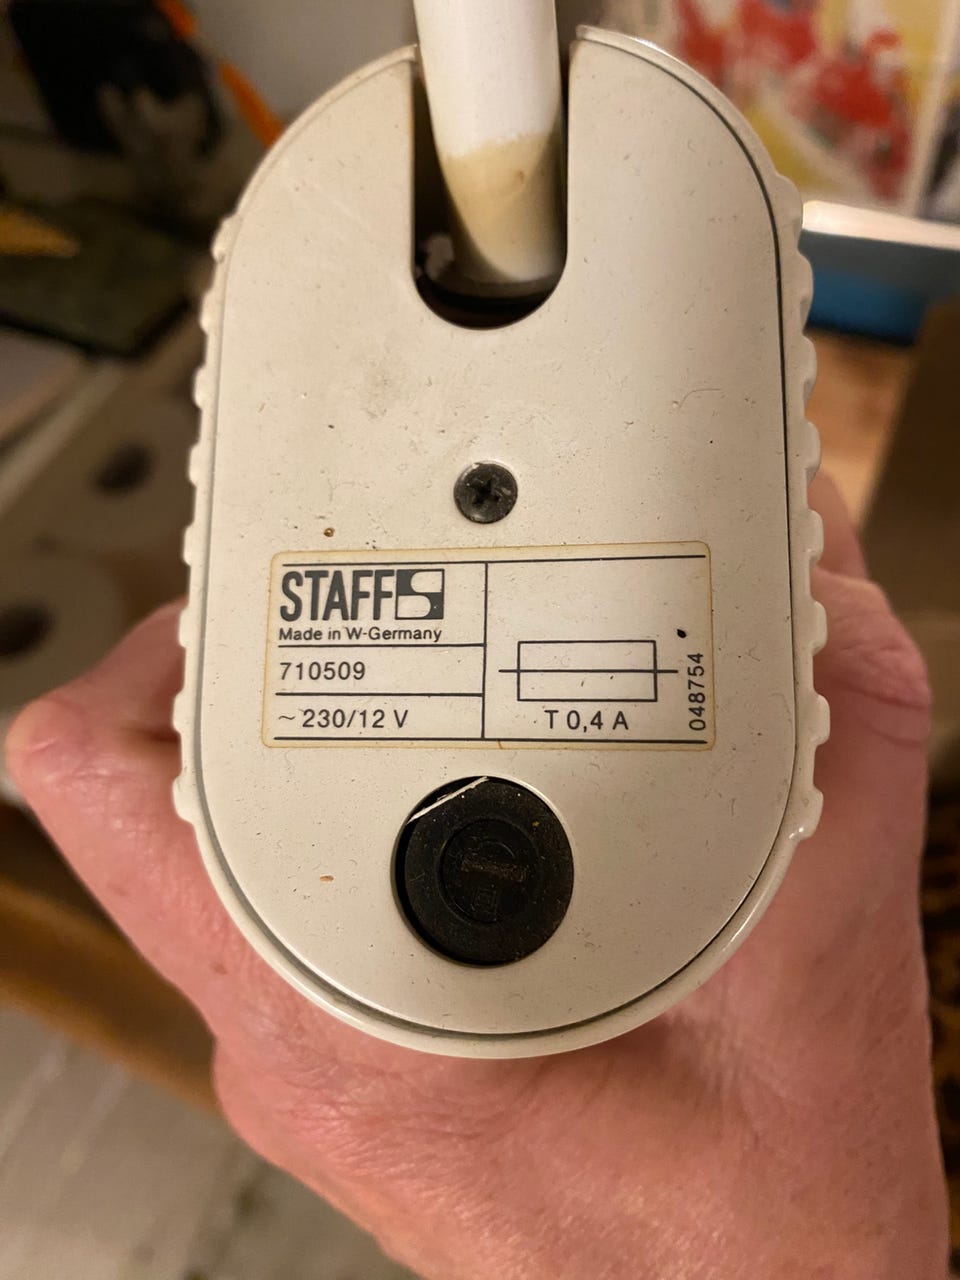 STAFF
Made in W-Germany
710509
~ 230/12 V
T 0,4 A
048754